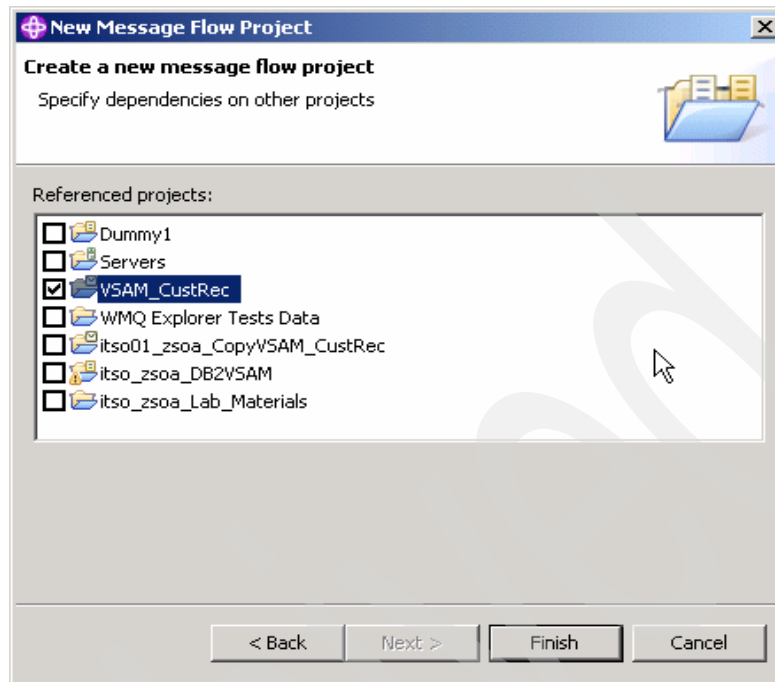 New Message Flow Project
Create a new message flow project
Specify dependencies on other projects
Referenced projects:
Dummy1
Servers
VSAM_CustRec
WMQ Explorer Tests Data
itso01_zsoa_CopyVSAM_CustRec
itso_zsoa_DB2VSAM
itso_zsoa_Lab_Materials
< Back Next > Finish Cancel